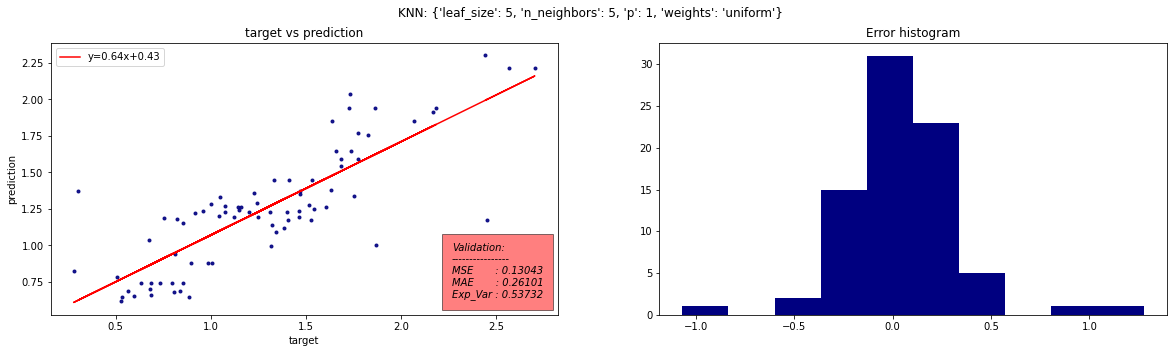 KNN: {'leaf_size': 5, 'n_neighbors': 5, 'p': 1, 'weights': 'uniform'}
target vs prediction
y=0.64x+0.43
2.25
2.00
1.75
1.50
1.25
1.00
0.75
prediction
Validation:
----------------
MSE : 0.13043
MAE : 0.26101
Exp_Var : 0.53732
0.5 1.0 1.5 2.0 2.5
target
Error histogram
30
25
20
15
10
5
0
−1.0 −0.5 0.0 0.5 1.0